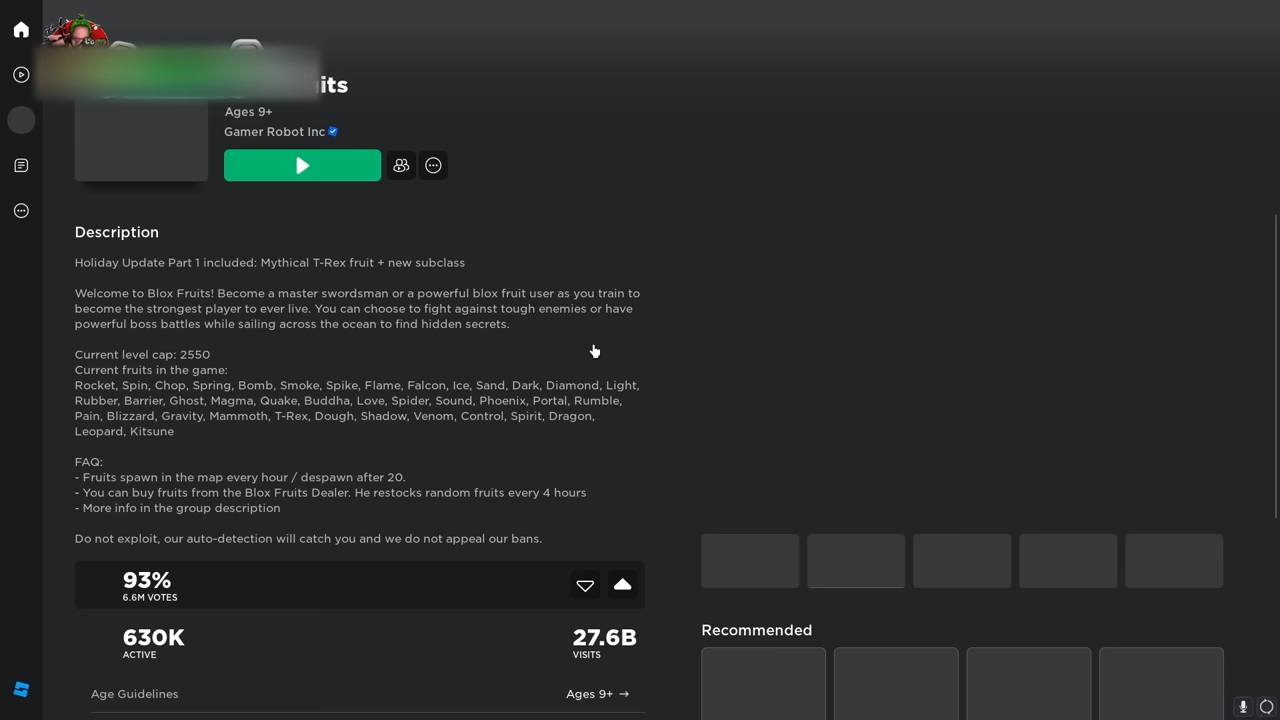 its
Ages 9+
Gamer Robot Inc
Description
Holiday Update Part 1 included: Mythical T-Rex fruit + new subclass
Welcome to Blox Fruits! Become a master swordsman or a powerful blox fruit user as you train to
become the strongest player to ever live. You can choose to fight against tough enemies or have
powerful boss battles while sailing across the ocean to find hidden secrets.
Current level cap: 2550
Current fruits in the game:
Rocket, Spin, Chop, Spring, Bomb, Smoke, Spike, Flame, Falcon, Ice, Sand, Dark, Diamond, Light,
Rubber, Barrier, Ghost, Magma, Quake, Buddha, Love, Spider, Sound, Phoenix, Portal, Rumble,
Pain, Blizzard, Gravity, Mammoth, T-Rex, Dough, Shadow, Venom, Control, Spirit, Dragon,
Leopard, Kitsune
FAQ:
- Fruits spawn in the map every hour / despawn after 20.
- You can buy fruits from the Blox Fruits Dealer. He restocks random fruits every 4 hours
- More info in the group description
Do not exploit, our auto-detection will catch you and we do not appeal our bans.
93%
6.6M VOTES
630K
ACTIVE
27.6B
VISITS
Age Guidelines
Ages 9+ →
Recommended